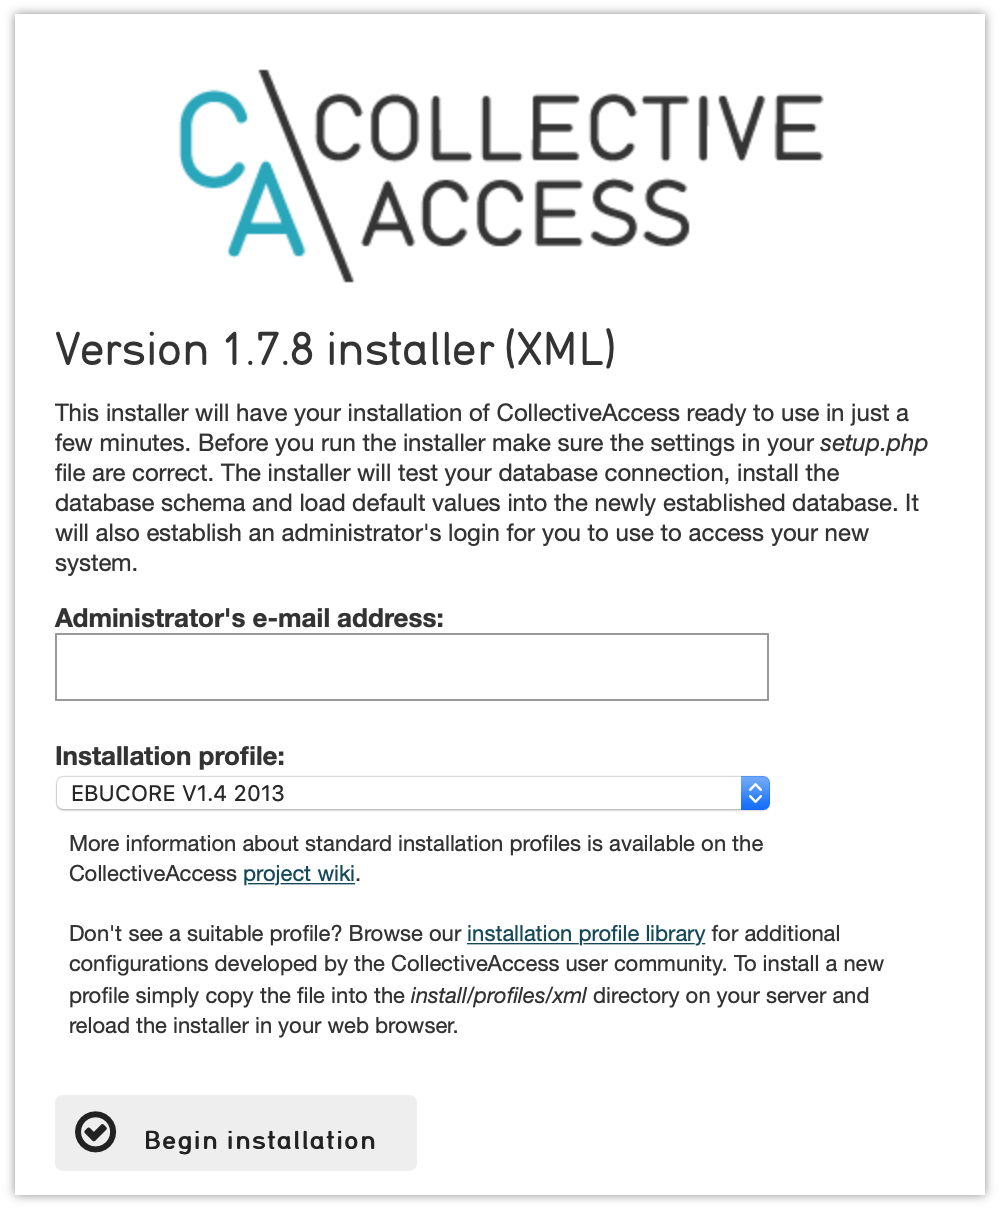 CA
COLLECTIVE
ACCESS
Version 1.7.8 installer (XML)
This installer will have your installation of CollectiveAccess ready to use in just a
few minutes. Before you run the installer make sure the settings in your setup.php
file are correct. The installer will test your database connection, install the
database schema and load default values into the newly established database. It
will also establish an administrator's login for you to use to access your new
system.
Administrator's e-mail address:
Installation profile:
EBUCORE V1.4 2013
More information about standard installation profiles is available on the
CollectiveAccess project wiki.
Don't see a suitable profile? Browse our installation profile library for additional
configurations developed by the CollectiveAccess user community. To install a new
profile simply copy the file into the install/profiles/xml directory on your server and
reload the installer in your web browser.
Begin installation